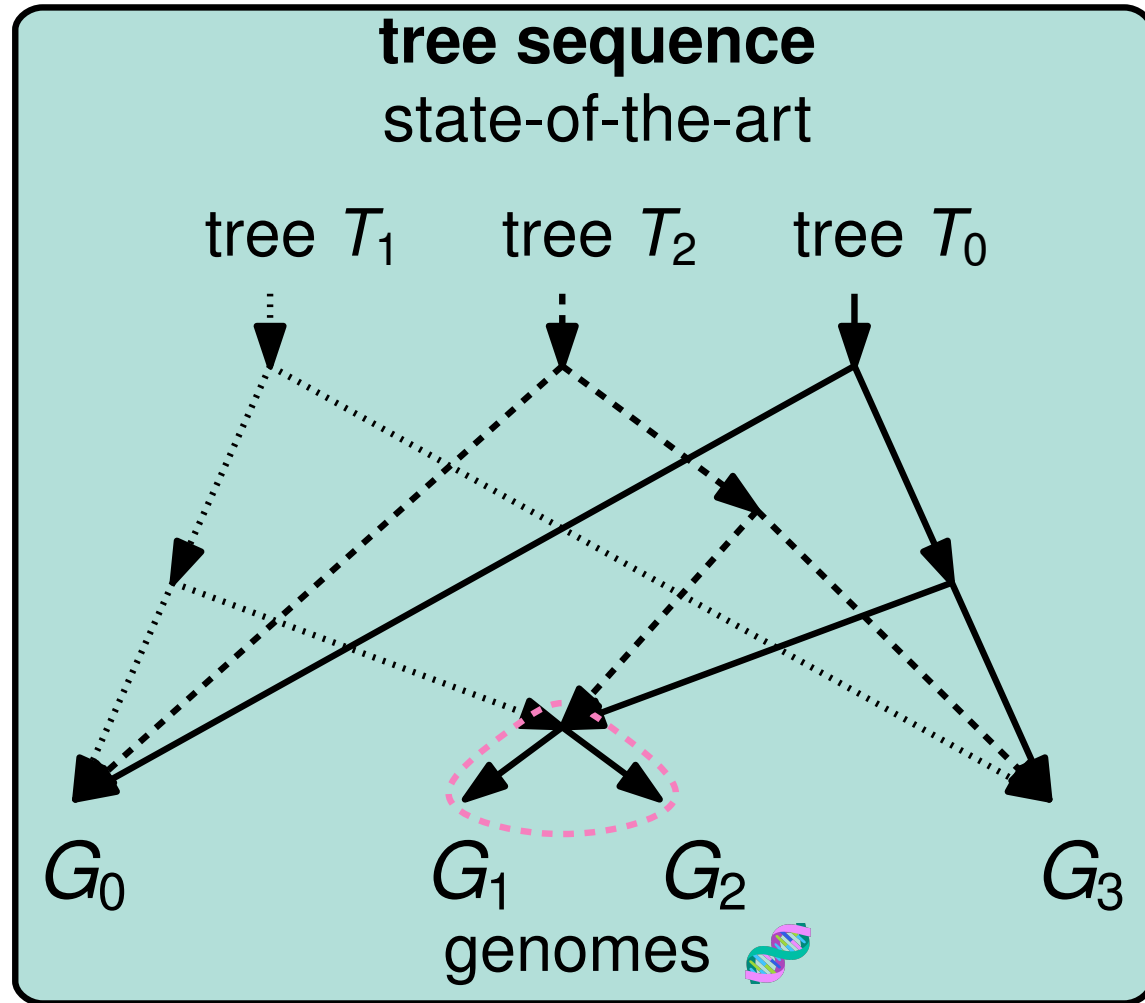 tree sequence
state-of-the-art
tree T₁ tree T₂ tree T₀
G₀ G₁ G₂ G₃
genomes